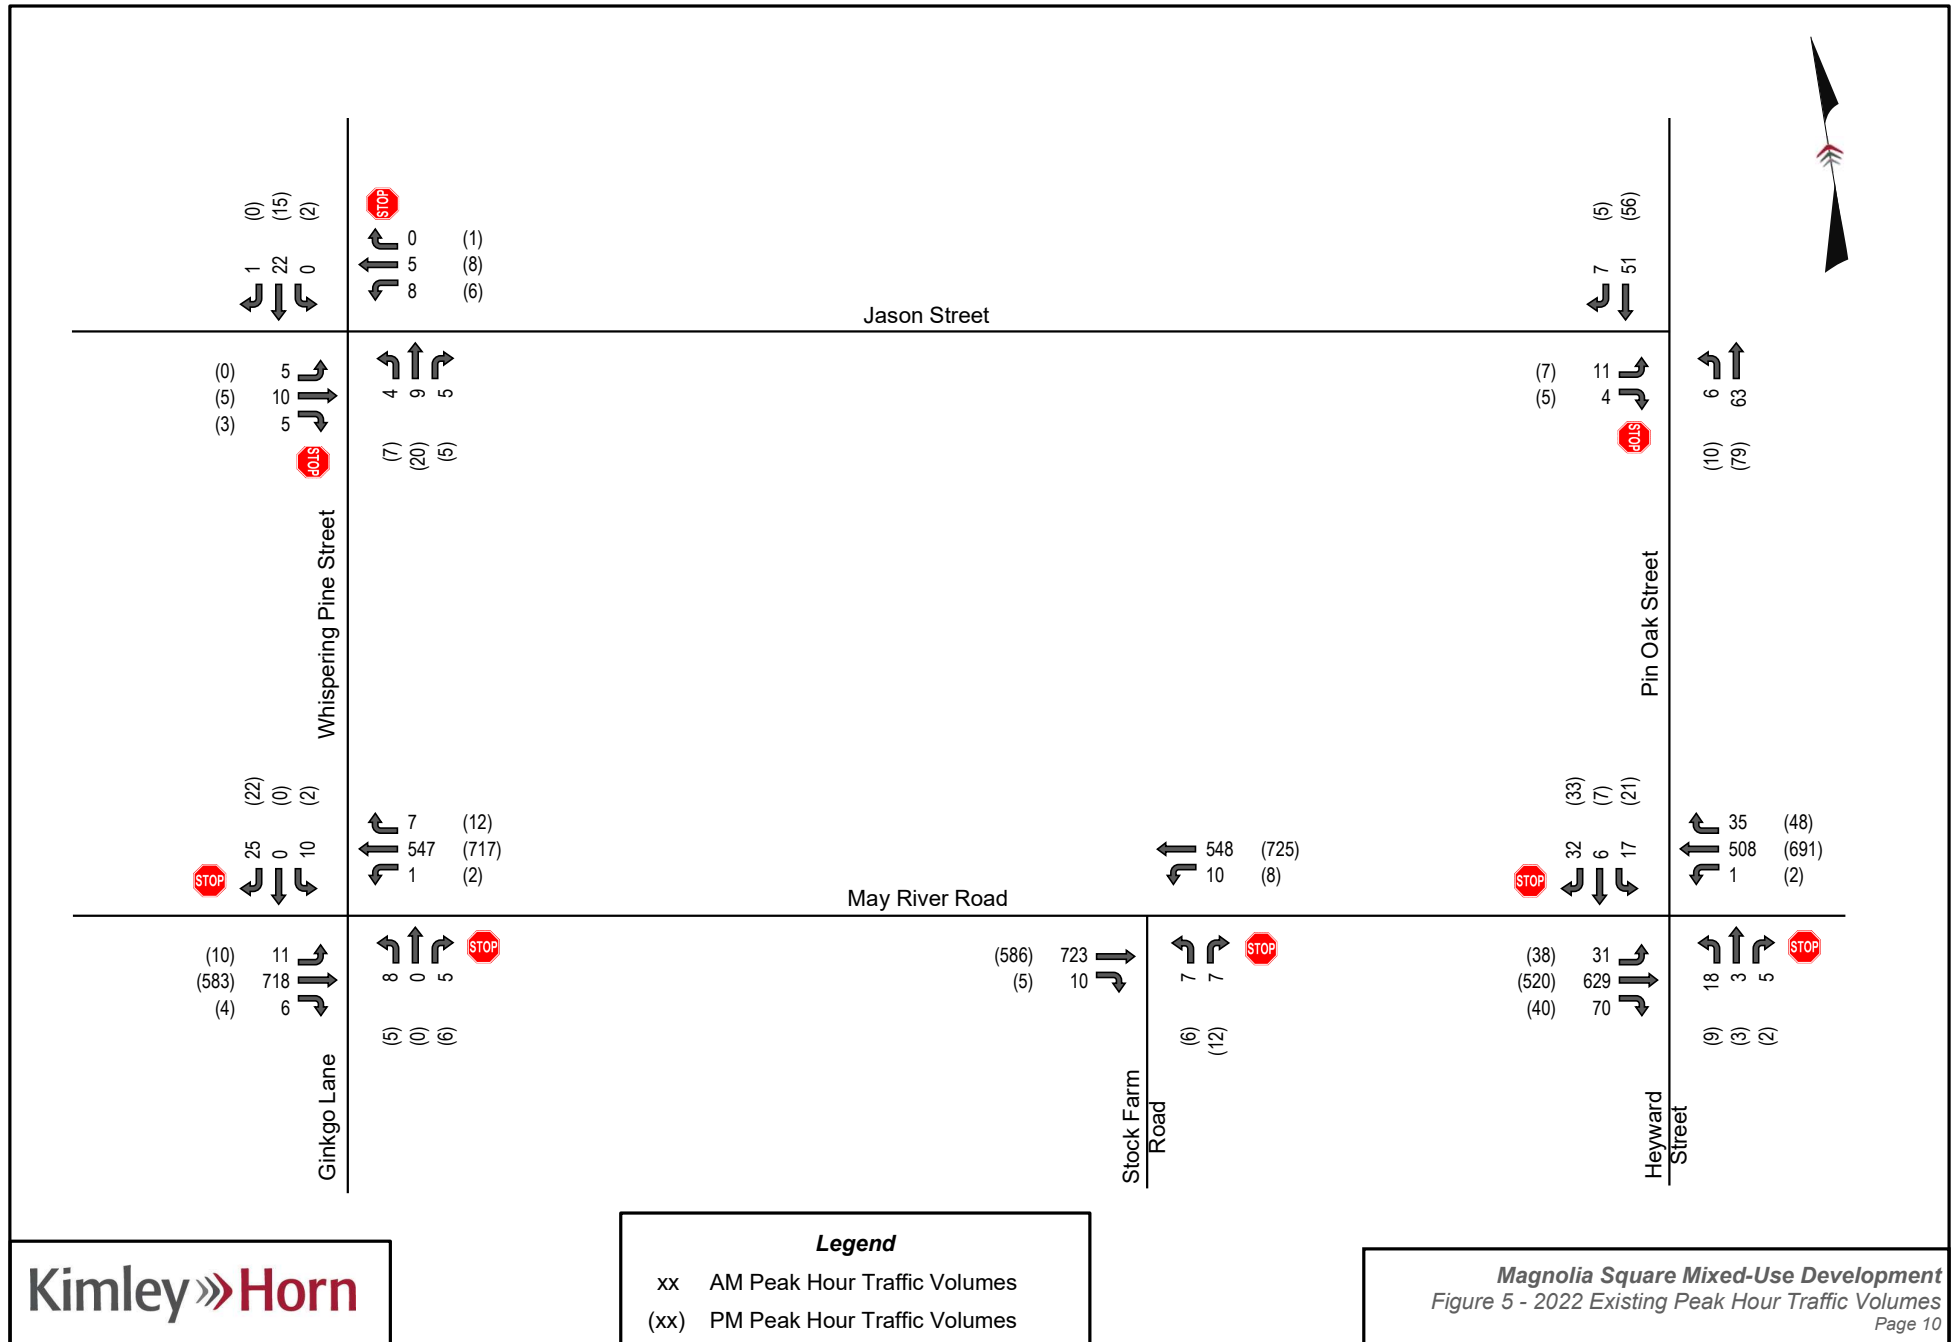 (0) (15) (2)
STOP
1 22 0
0 (1)
5 (8)
8 (6)
(5) (56)
7 51
Jason Street
(0) 5
(5) 10
(3) 5
STOP
4 9 5
(7) (20) (5)
(7) 11
(5) 4
STOP
6 63
(10) (79)
Whispering Pine Street
Pin Oak Street
(22) (0) (2)
25 0 10
STOP
7 (12)
547 (717)
1 (2)
548 (725)
10 (8)
(33) (7) (21)
32 6 17
STOP
35 (48)
508 (691)
1 (2)
May River Road
(10) 11
(583) 718
(4) 6
8 0 5
STOP
(5) (0) (6)
(586) 723
(5) 10
7 7
STOP
(6) (12)
(38) 31
(520) 629
(40) 70
18 3 5
STOP
(9) (3) (2)
Ginkgo Lane
Stock Farm
Road
Heyward
Street
Kimley Horn
Legend
xx AM Peak Hour Traffic Volumes
(xx) PM Peak Hour Traffic Volumes
Magnolia Square Mixed-Use Development
Figure 5 - 2022 Existing Peak Hour Traffic Volumes
Page 10